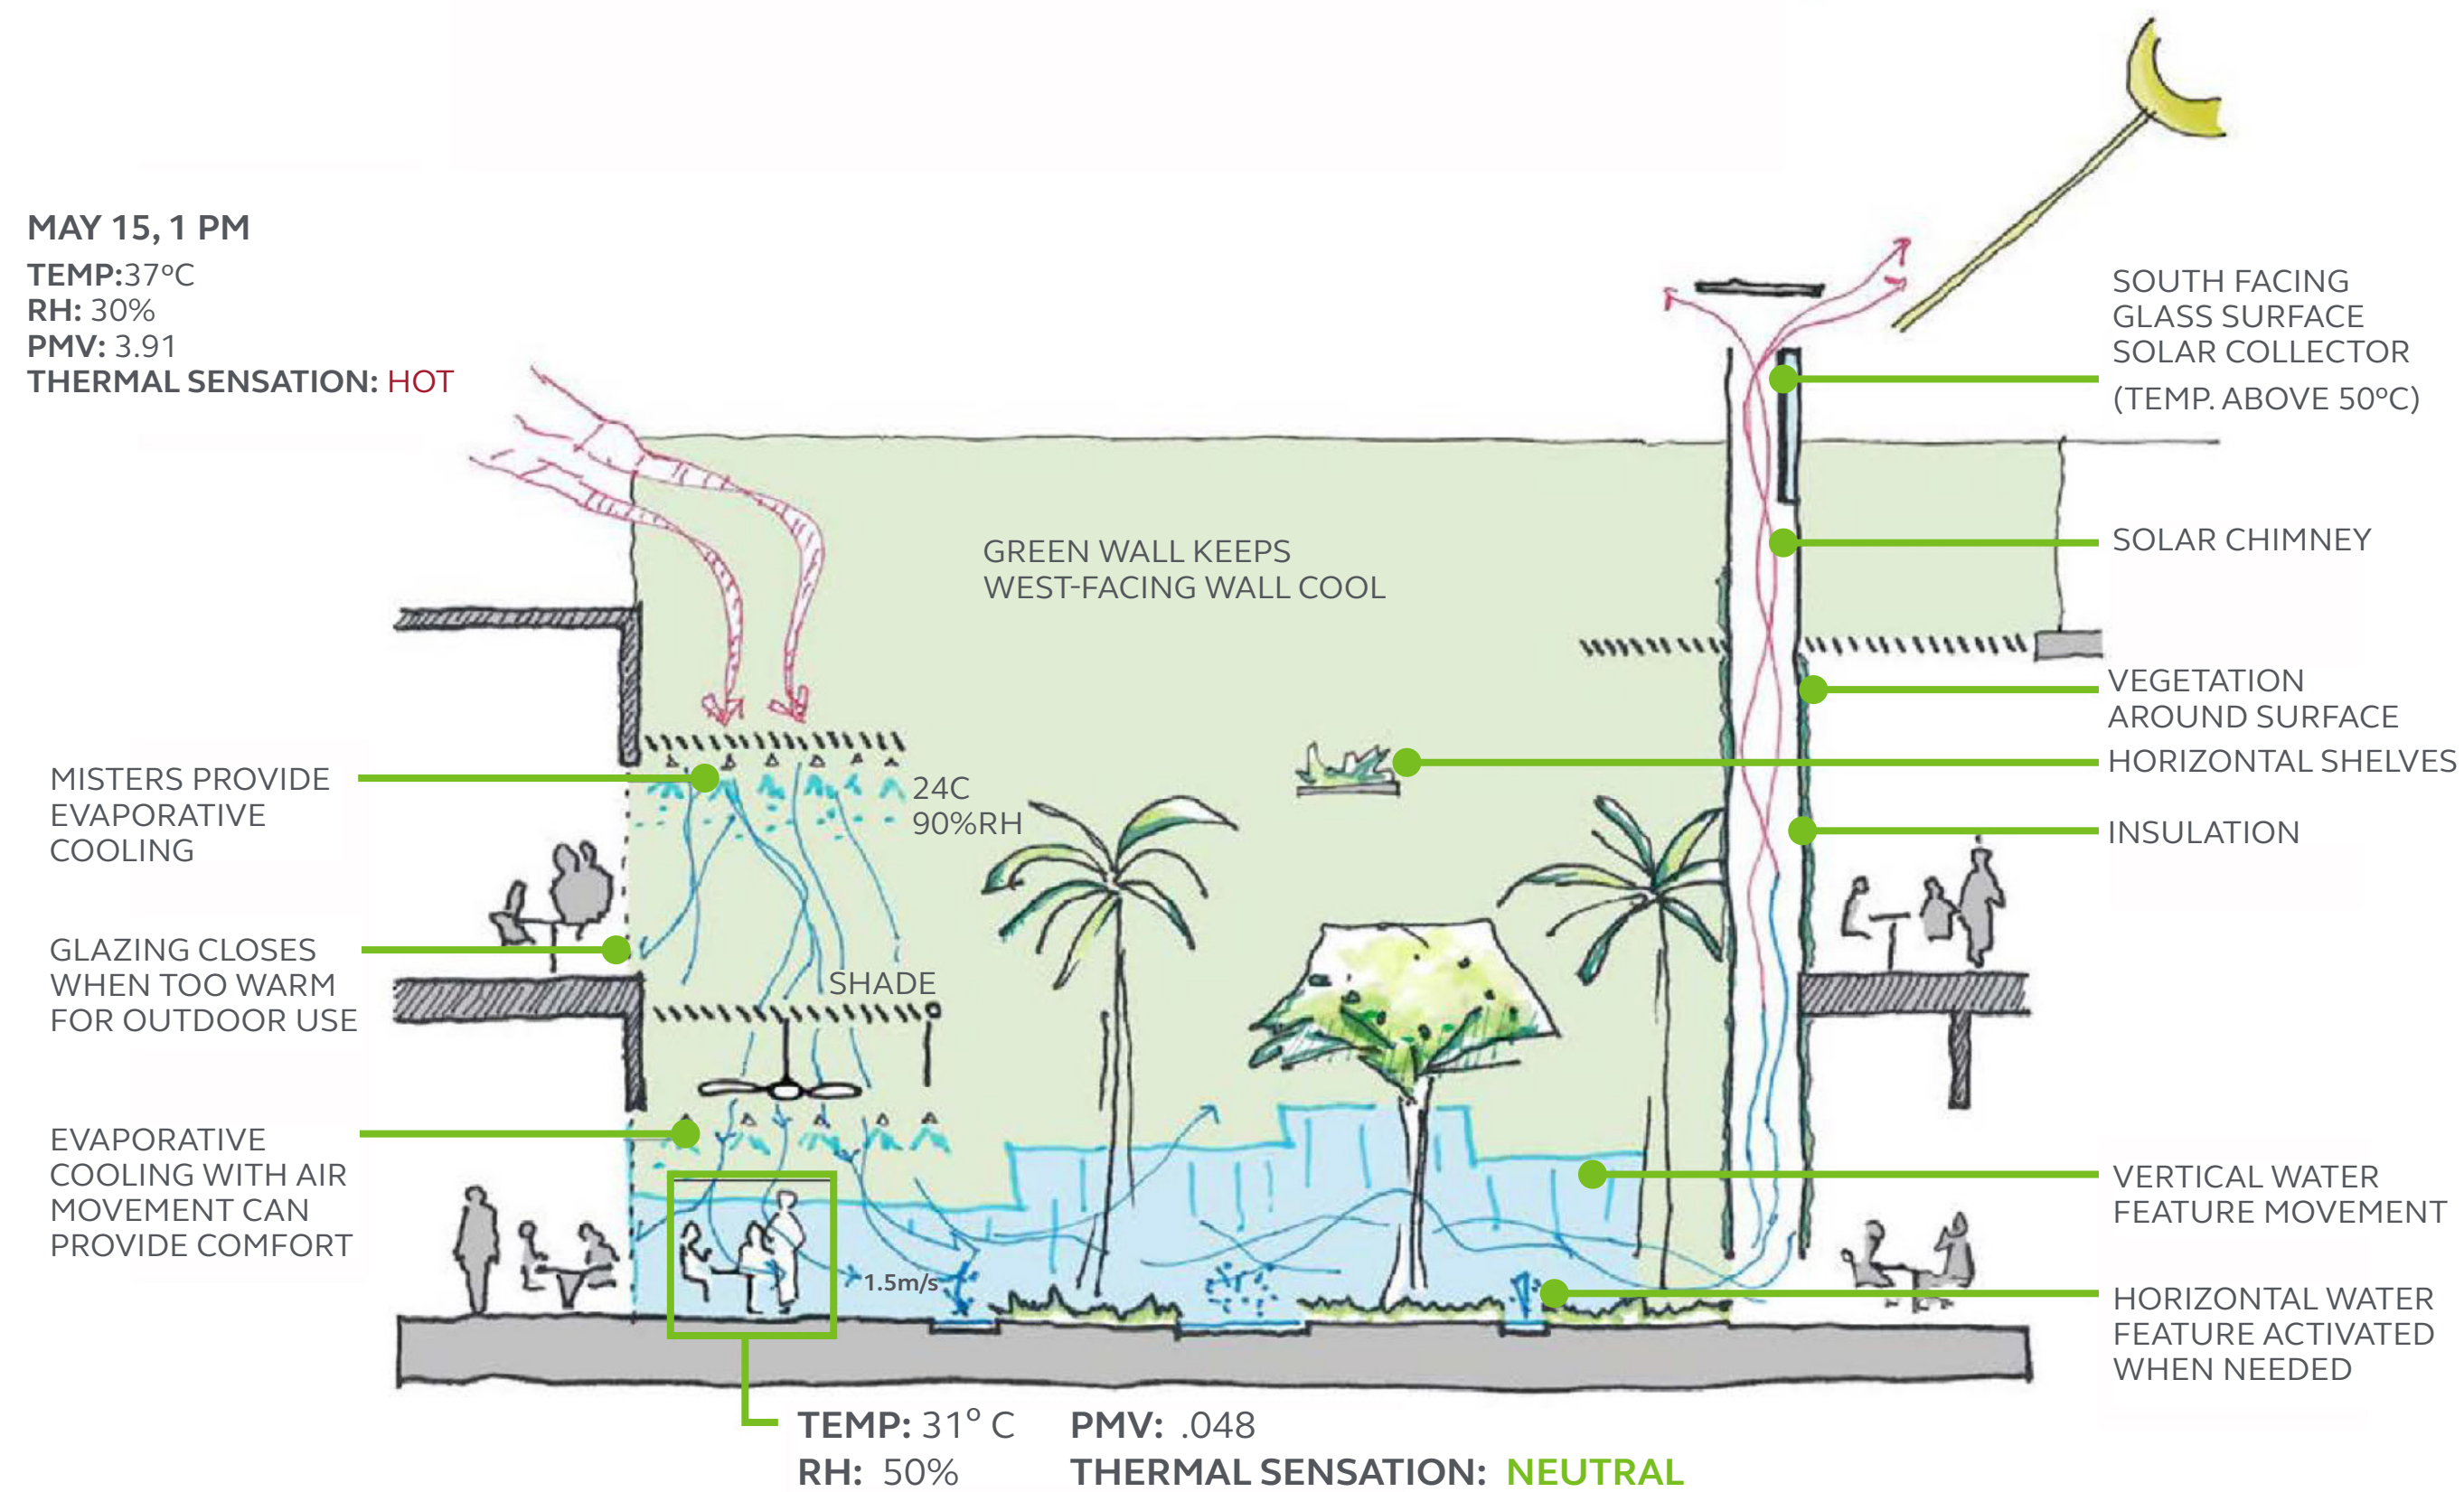 MAY 15, 1 PM
TEMP:37ºC
RH: 30%
PMV: 3.91
THERMAL SENSATION: HOT
SOUTH FACING
GLASS SURFACE
SOLAR COLLECTOR
(TEMP. ABOVE 50ºC)
GREEN WALL KEEPS
WEST-FACING WALL COOL
SOLAR CHIMNEY
VEGETATION
AROUND SURFACE
HORIZONTAL SHELVES
INSULATION
MISTERS PROVIDE
EVAPORATIVE
COOLING
24C
90%RH
GLAZING CLOSES
WHEN TOO WARM
FOR OUTDOOR USE
SHADE
EVAPORATIVE
COOLING WITH AIR
MOVEMENT CAN
PROVIDE COMFORT
1.5m/s
VERTICAL WATER
FEATURE MOVEMENT
HORIZONTAL WATER
FEATURE ACTIVATED
WHEN NEEDED
TEMP: 31º C PMV: .048
RH: 50% THERMAL SENSATION: NEUTRAL